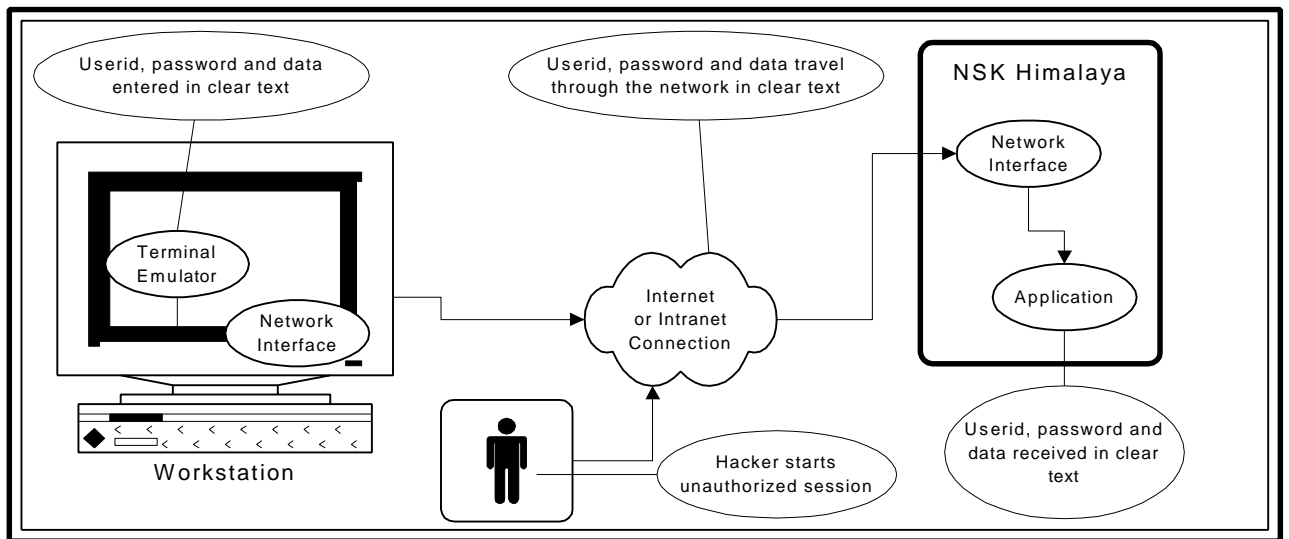 Userid, password and data
entered in clear text
Userid, password and data travel
through the network in clear text
NSK Himalaya
Network
Interface
Terminal
Emulator
Network
Interface
Internet
or Intranet
Connection
Application
Workstation
Hacker starts
unauthorized session
Userid, password and
data received in clear
text